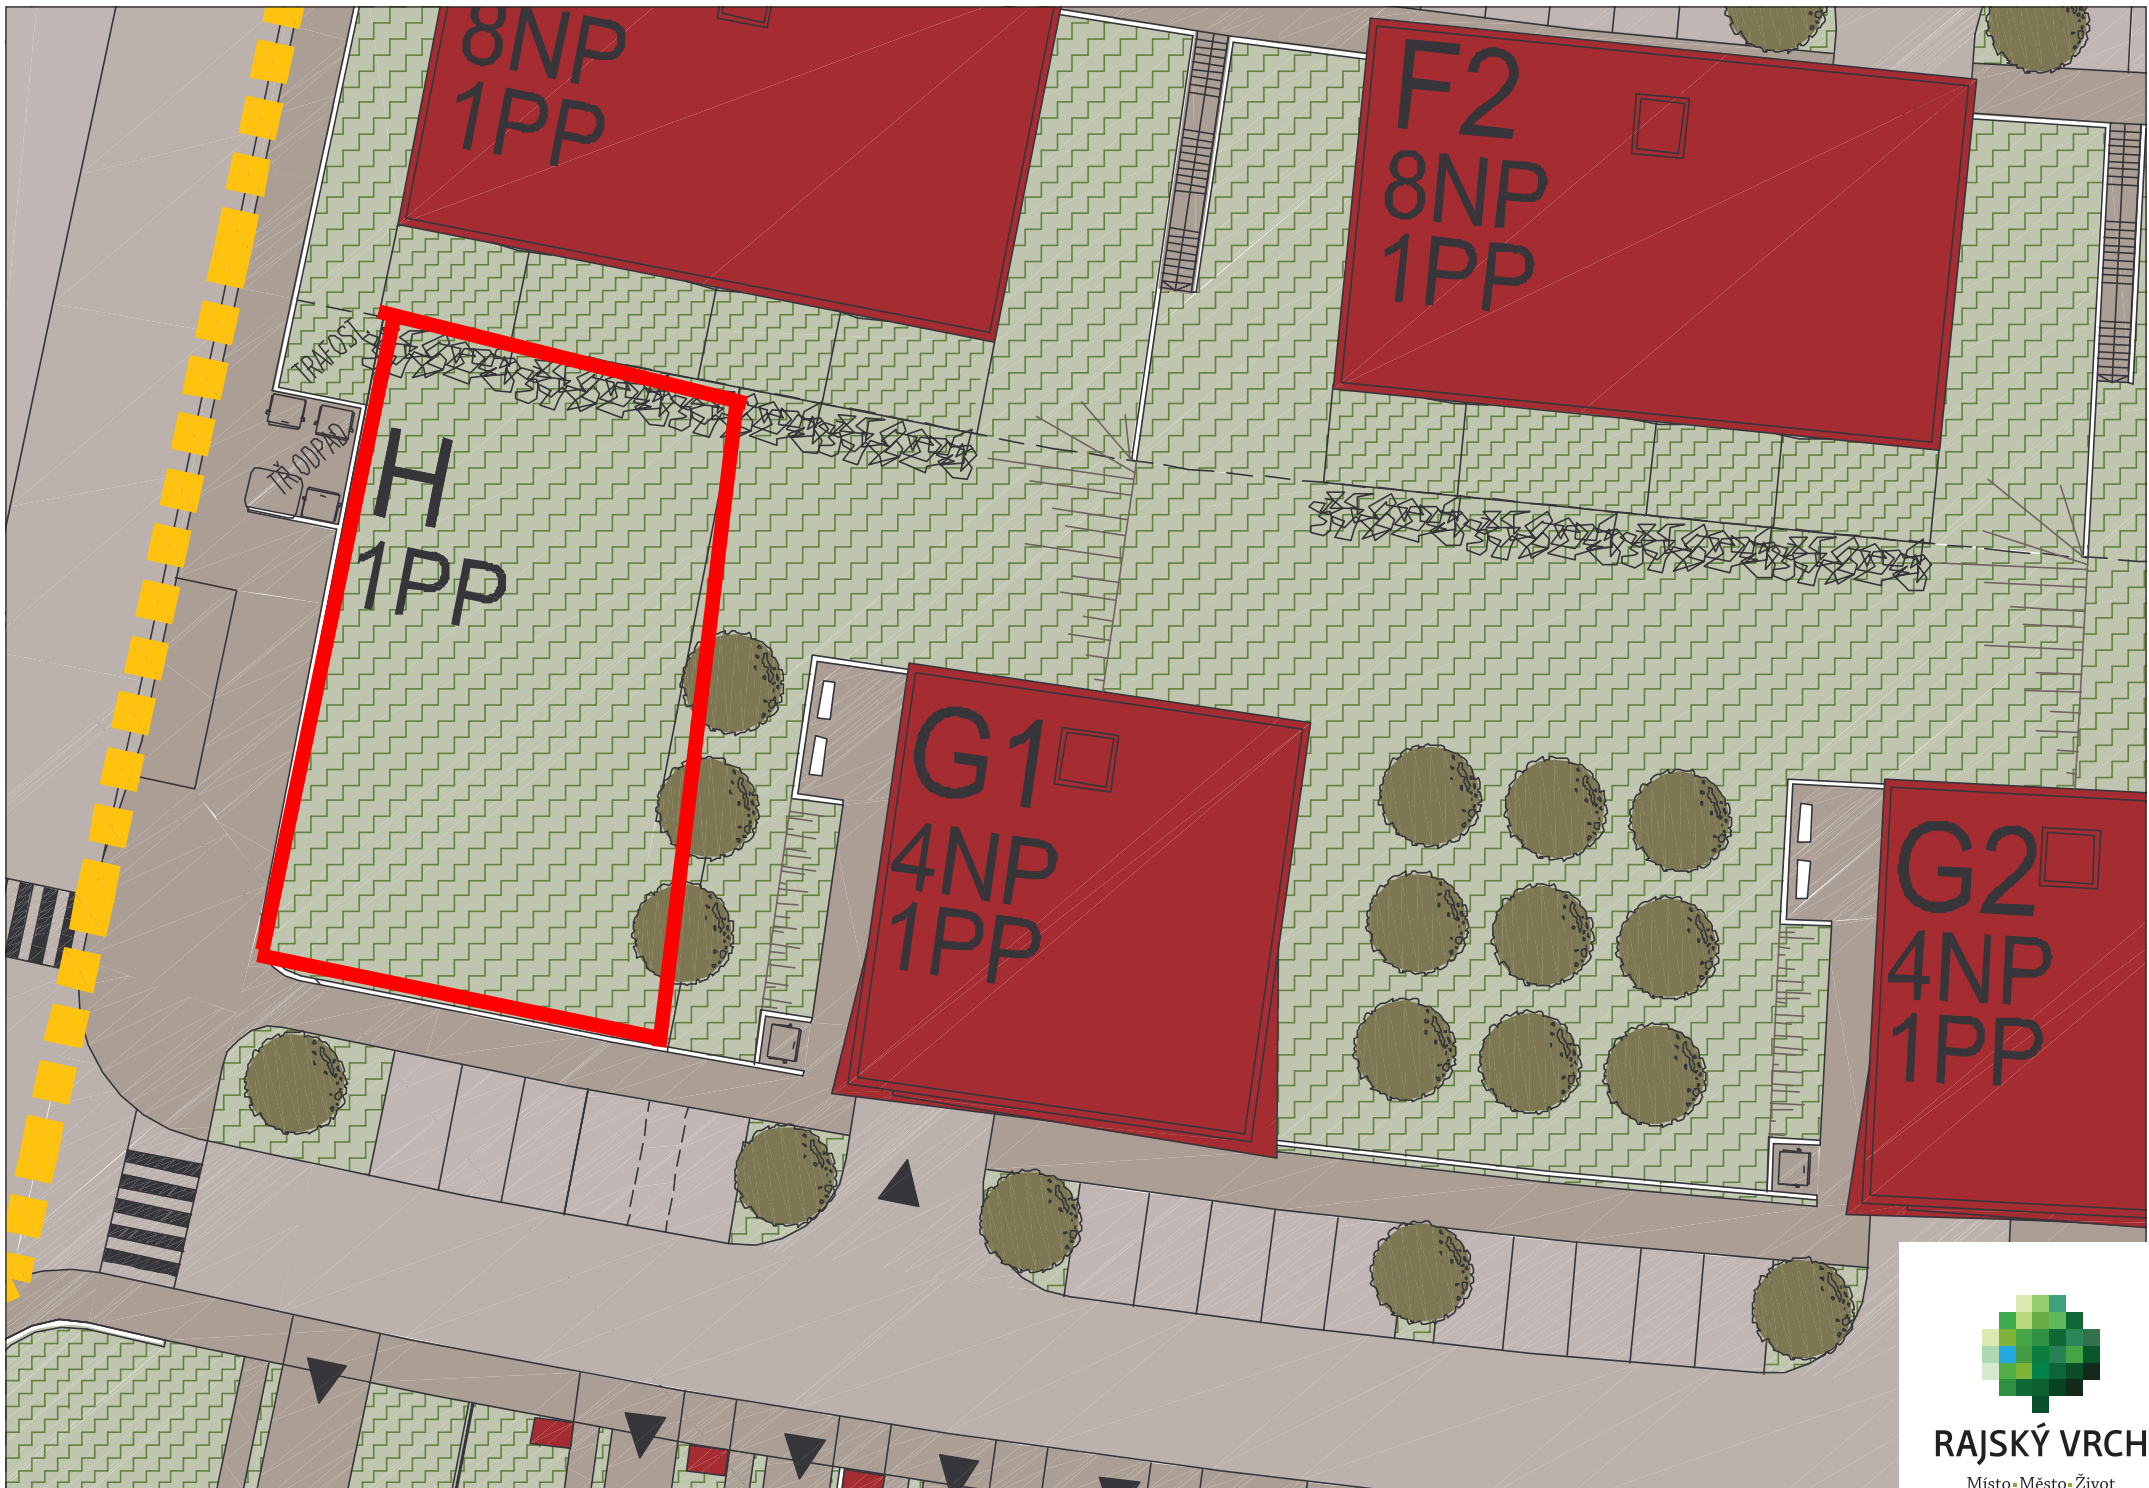 8NP
1PP
F2
8NP
1PP
TRAFOST.
TŘ.ODPAD
H
1PP
G1
4NP
1PP
G2
4NP
1PP
RAJSKÝ VRCH
Místo▪Město▪Život